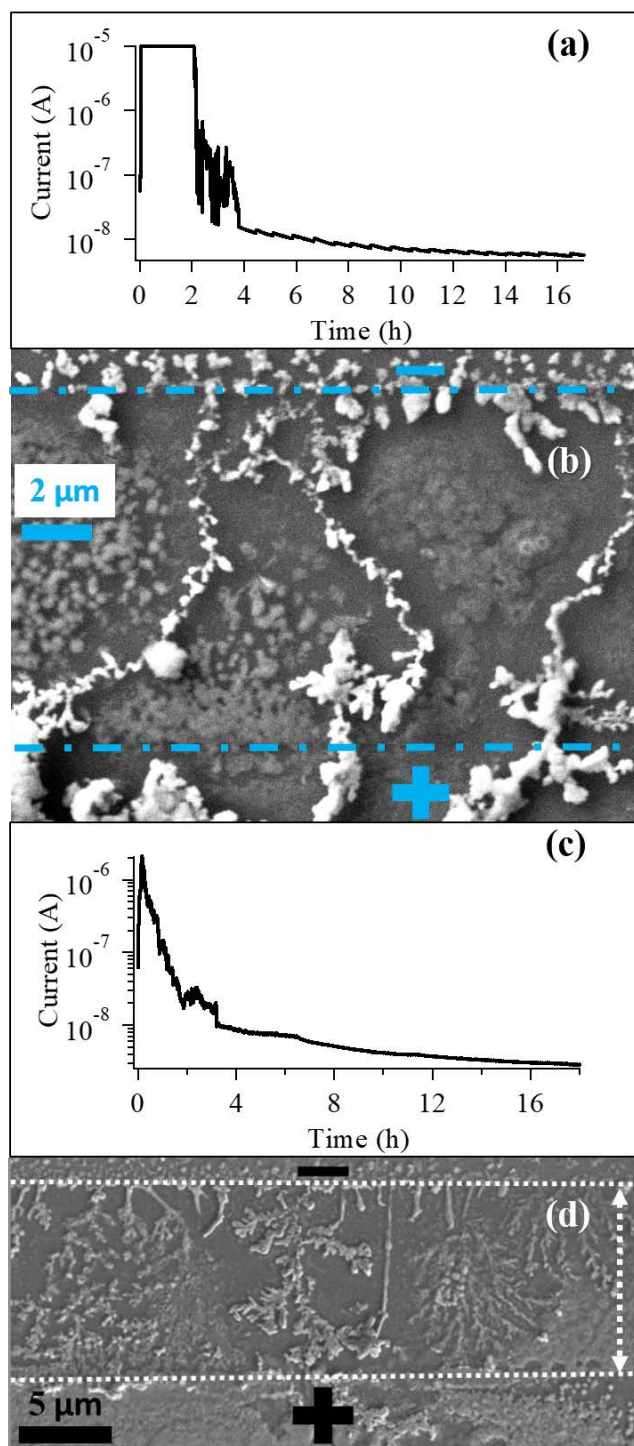 (a)
Current (A)
10⁻⁵
10⁻⁶
10⁻⁷
10⁻⁸
0 2 4 6 8 10 12 14 16
Time (h)
(b)
2 μm
(c)
Current (A)
10⁻⁶
10⁻⁷
10⁻⁸
0 4 8 12 16
Time (h)
(d)
5 μm